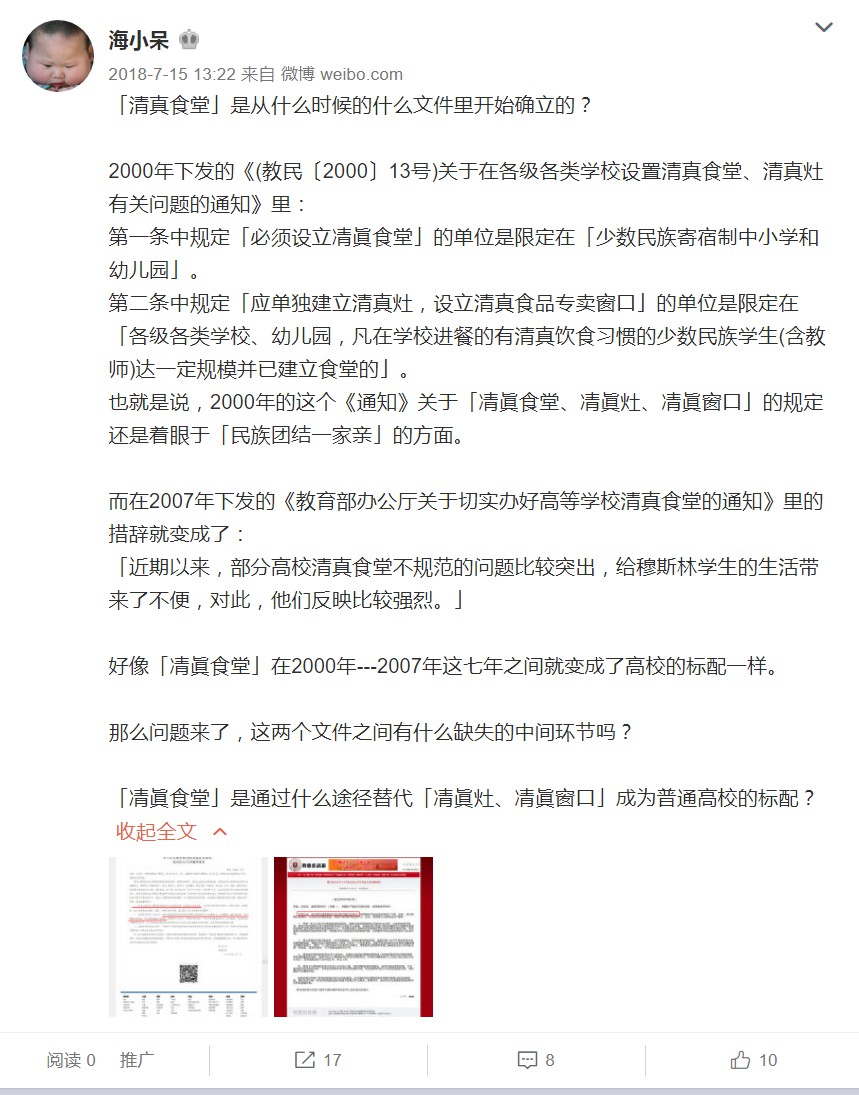 海小呆
2018-7-15 13:22 来自 微博 weibo.com
「清真食堂」是从什么时候的什么文件里开始确立的？
2000年下发的《(教民〔2000〕13号)关于在各级各类学校设置清真食堂、清真灶
有关问题的通知》里：
第一条中规定「必须设立凊眞食堂」的单位是限定在「少数民族寄宿制中小学和
幼儿园」。
第二条中规定「应单独建立清真灶，设立清真食品专卖窗口」的单位是限定在
「各级各类学校、幼儿园，凡在学校进餐的有清真饮食习惯的少数民族学生(含教
师)达一定规模并已建立食堂的」。
也就是说，2000年的这个《通知》关于「凊眞食堂、凊眞灶、凊眞窗口」的规定
还是着眼于「民族团结一家亲」的方面。
而在2007年下发的《教育部办公厅关于切实办好高等学校清真食堂的通知》里的
措辞就变成了：
「近期以来，部分高校清真食堂不规范的问题比较突出，给穆斯林学生的生活带
来了不便，对此，他们反映比较强烈。」
好像「凊眞食堂」在2000年---2007年这七年之间就变成了高校的标配一样。
那么问题来了，这两个文件之间有什么缺失的中间环节吗？
「凊眞食堂」是通过什么途径替代「凊眞灶、凊眞窗口」成为普通高校的标配？
收起全文
阅读 0 推广 17 8 10